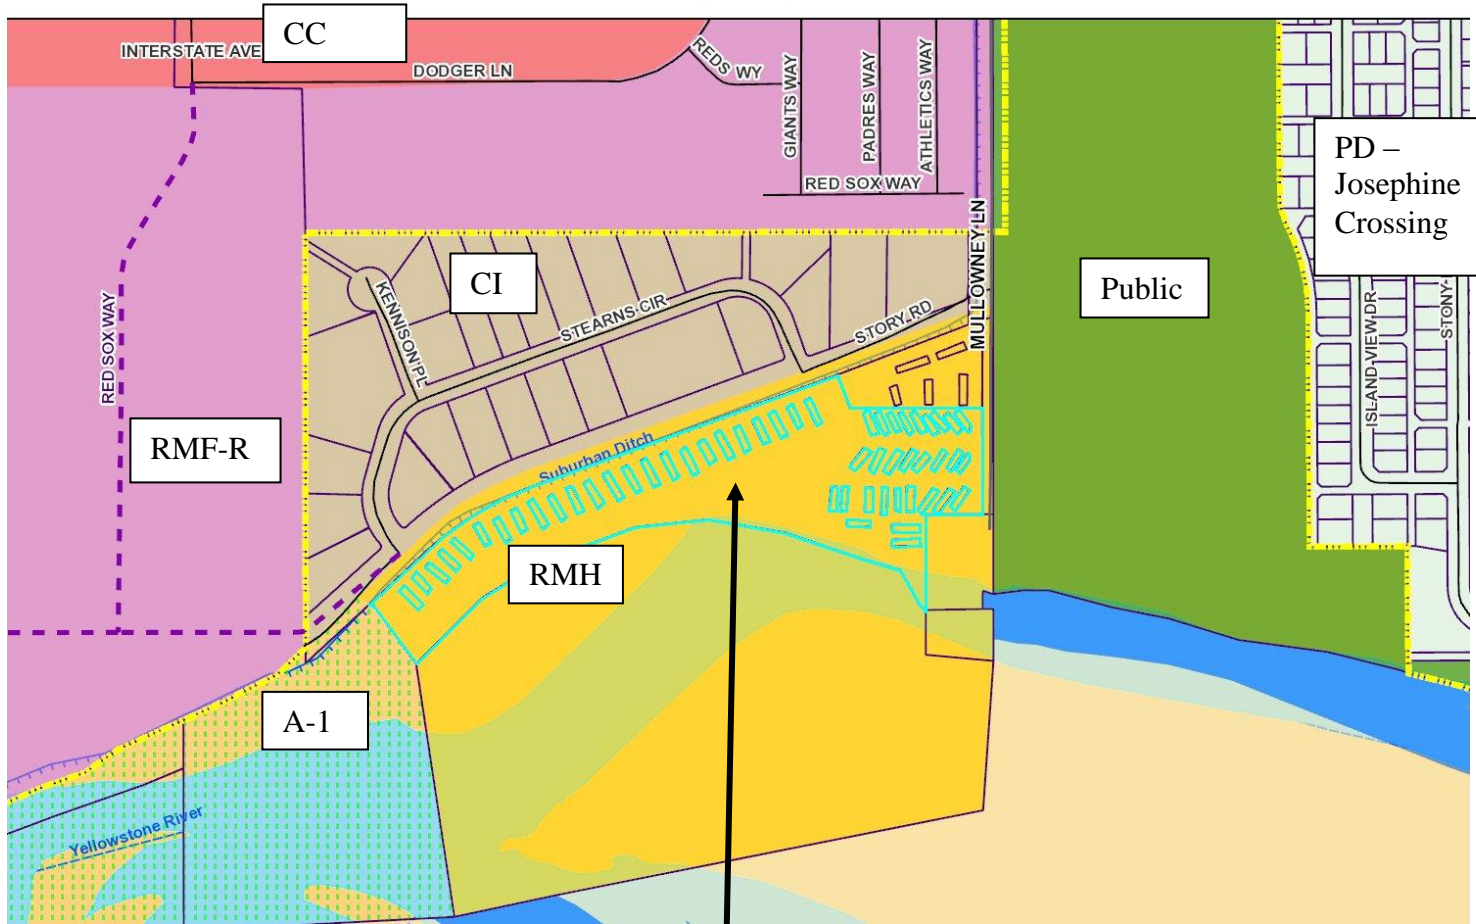 CC
INTERSTATE AVE
DODGER LN
REDS WY
GIANTS WAY
PADRES WAY
ATHLETICS WAY
RED SOX WAY
MULLOWNEY LN
PD –
Josephine
Crossing
CI
Public
KENNISON PL
STEARNS CIR
STORY RD
ISLAND VIEW DR
STONY
RED SOX WAY
RMF-R
Suburban Ditch
RMH
A-1
Yellowstone River